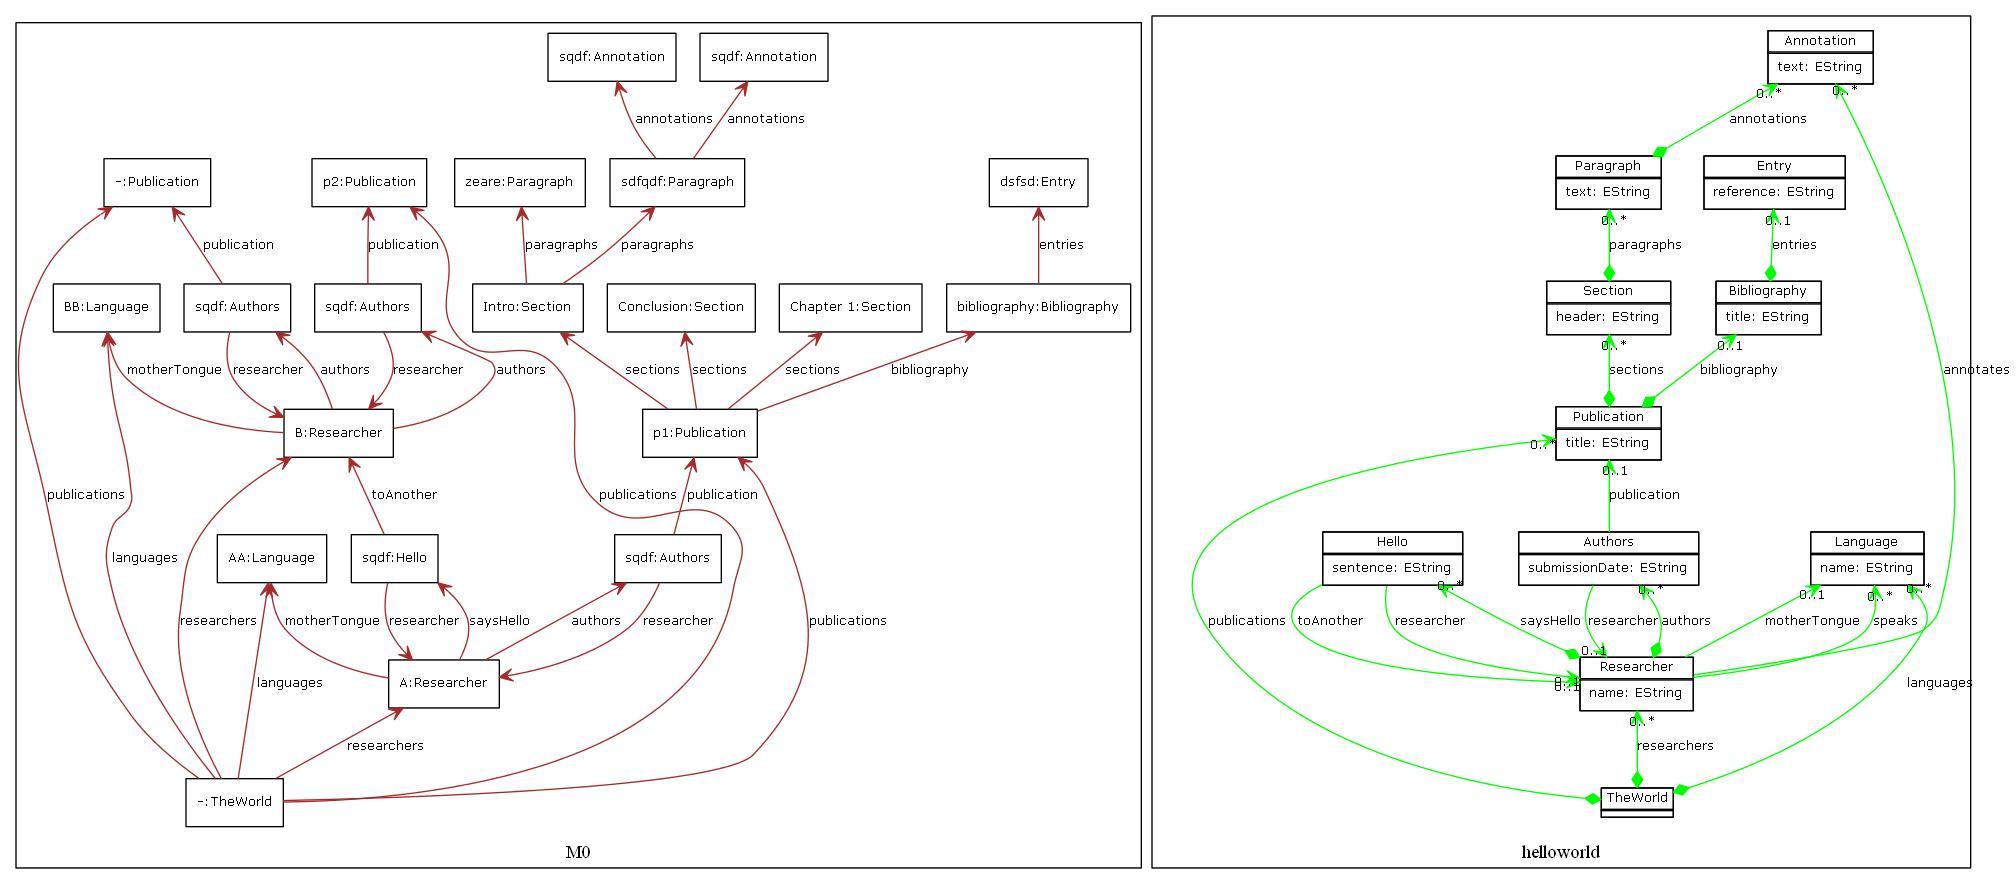 sqdf:Annotation sqdf:Annotation
annotations annotations
-:Publication p2:Publication zeare:Paragraph sdfqdf:Paragraph dsfsd:Entry
publication publication paragraphs paragraphs entries
BB:Language sqdf:Authors sqdf:Authors Intro:Section Conclusion:Section Chapter 1:Section bibliography:Bibliography
motherTongue researcher authors researcher authors sections sections sections bibliography
B:Researcher p1:Publication
publications toAnother publications publication
languages
AA:Language sqdf:Hello sqdf:Authors
researchers motherTongue researcher saysHello authors researcher publications
languages
A:Researcher
researchers
-:TheWorld
M0
Annotation
text: EString
0..* 0..*
annotations
Paragraph Entry
text: EString reference: EString
0..* 0..1
paragraphs entries
Section Bibliography
header: EString title: EString
0..* 0..1
sections bibliography annotates
Publication
0..* title: EString
0..1
publication
Hello Authors Language
sentence: EString submissionDate: EString name: EString
0..* 0..* 0..1 0..* 0..*
publications toAnother researcher saysHello researcher authors motherTongue speaks
0..1
Researcher
0..1 name: EString languages
0..1
0..*
researchers
TheWorld
helloworld